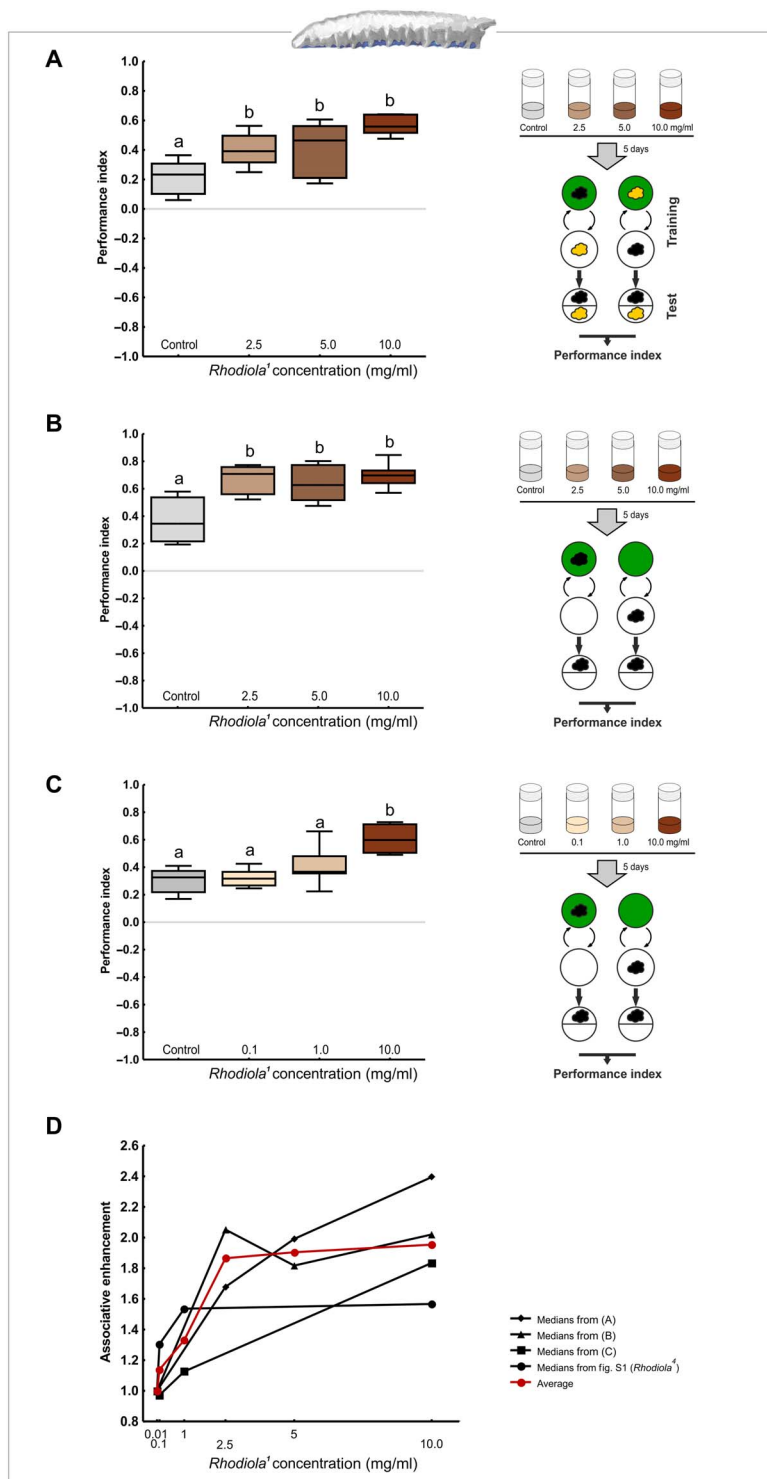 A
1.0
0.8
0.6
0.4
0.2
0.0
–0.2
–0.4
–0.6
–0.8
–1.0
Performance index
a
b
b
b
Control
2.5
5.0
10.0
Rhodiola¹ concentration (mg/ml)
Control
2.5
5.0
10.0 mg/ml
5 days
Training
Test
Performance index
B
1.0
0.8
0.6
0.4
0.2
0.0
–0.2
–0.4
–0.6
–0.8
–1.0
Performance index
a
b
b
b
Control
2.5
5.0
10.0
Rhodiola¹ concentration (mg/ml)
Control
2.5
5.0
10.0 mg/ml
5 days
Performance index
C
1.0
0.8
0.6
0.4
0.2
0.0
–0.2
–0.4
–0.6
–0.8
–1.0
Performance index
a
a
a
b
Control
0.1
1.0
10.0
Rhodiola¹ concentration (mg/ml)
Control
0.1
1.0
10.0 mg/ml
5 days
Performance index
D
2.6
2.4
2.2
2.0
1.8
1.6
1.4
1.2
1.0
0.8
Associative enhancement
0.01
0.1
1
2.5
5
10.0
Rhodiola¹ concentration (mg/ml)
Medians from (A)
Medians from (B)
Medians from (C)
Medians from fig. S1 (Rhodiola⁴)
Average